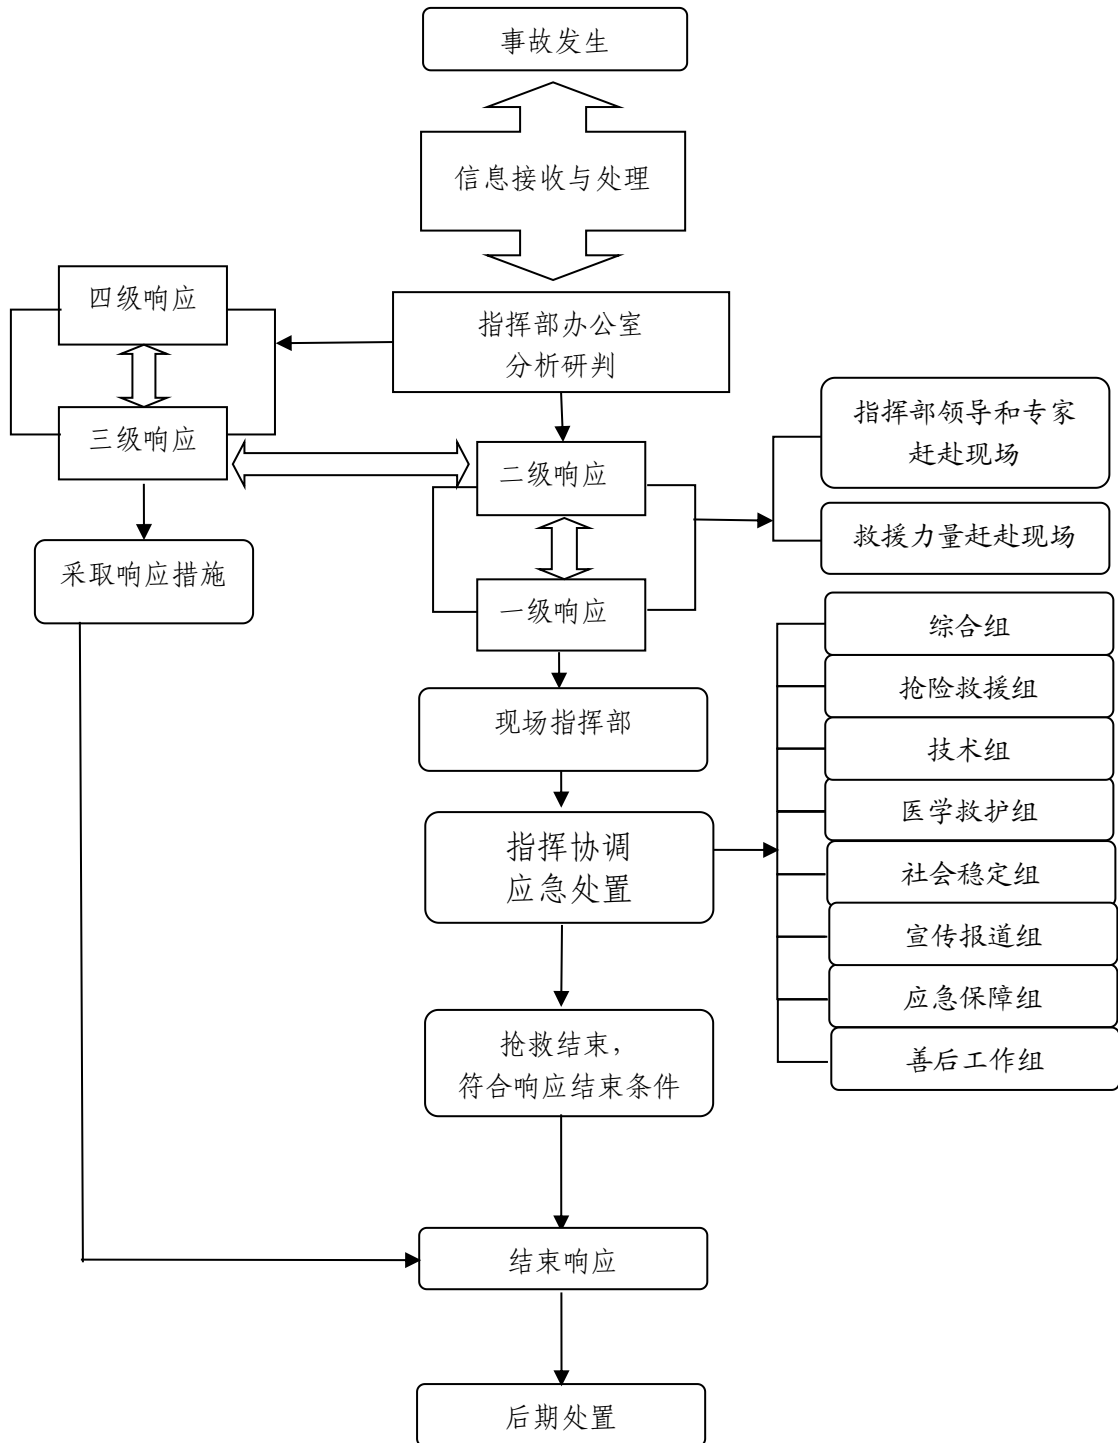 事故发生
信息接收与处理
四级响应
指挥部办公室
分析研判
三级响应
二级响应
指挥部领导和专家
赶赴现场
救援力量赶赴现场
采取响应措施
一级响应
综合组
抢险救援组
现场指挥部
技术组
医学救护组
指挥协调
应急处置
社会稳定组
宣传报道组
应急保障组
抢救结束，
符合响应结束条件
善后工作组
结束响应
后期处置